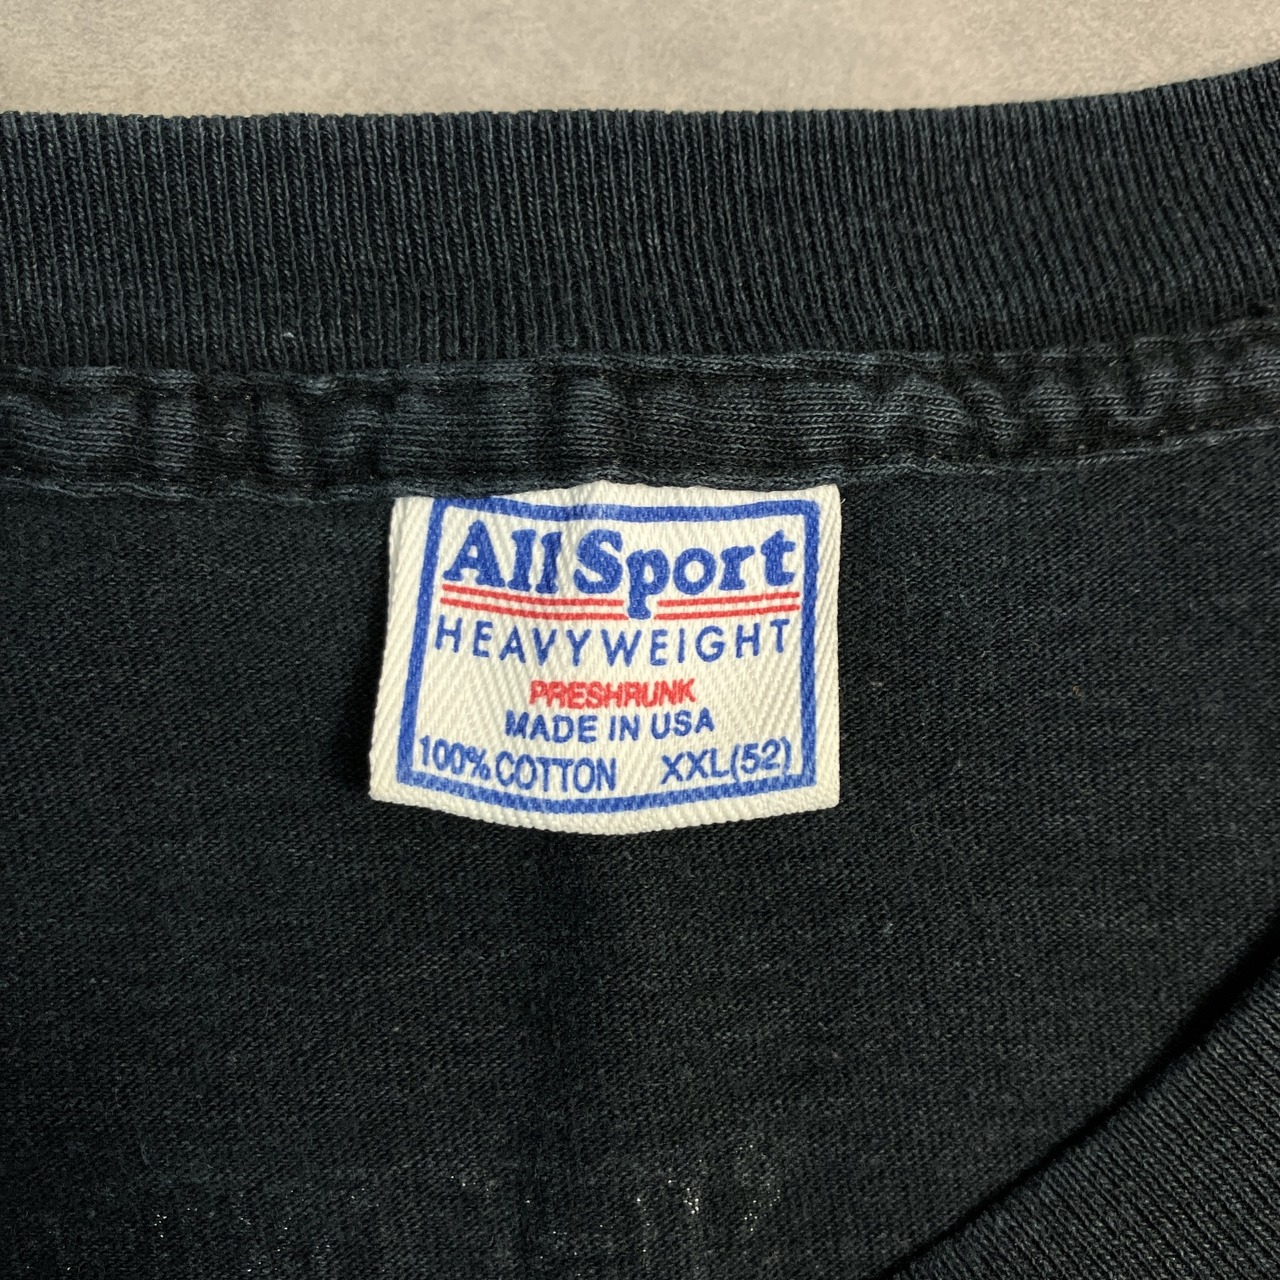 All Sport
HEAVYWEIGHT
PRESHRUNK
MADE IN USA
100% COTTON XXL(52)